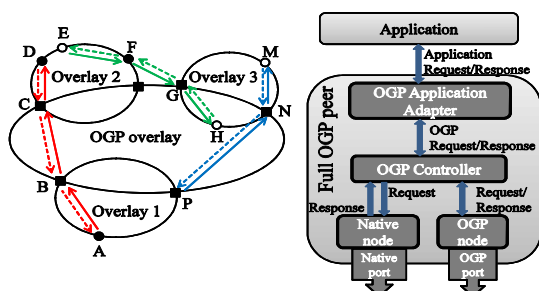 E
F
D
M
Overlay 2
Overlay 3
G
C
N
OGP overlay
H
B
Overlay 1
P
A
Application
Application
Request/Response
Full OGP peer
OGP Application
Adapter
OGP
Request/Response
OGP Controller
Request
Request/
Response
Response
Native
node
OGP
node
Native
port
OGP
port